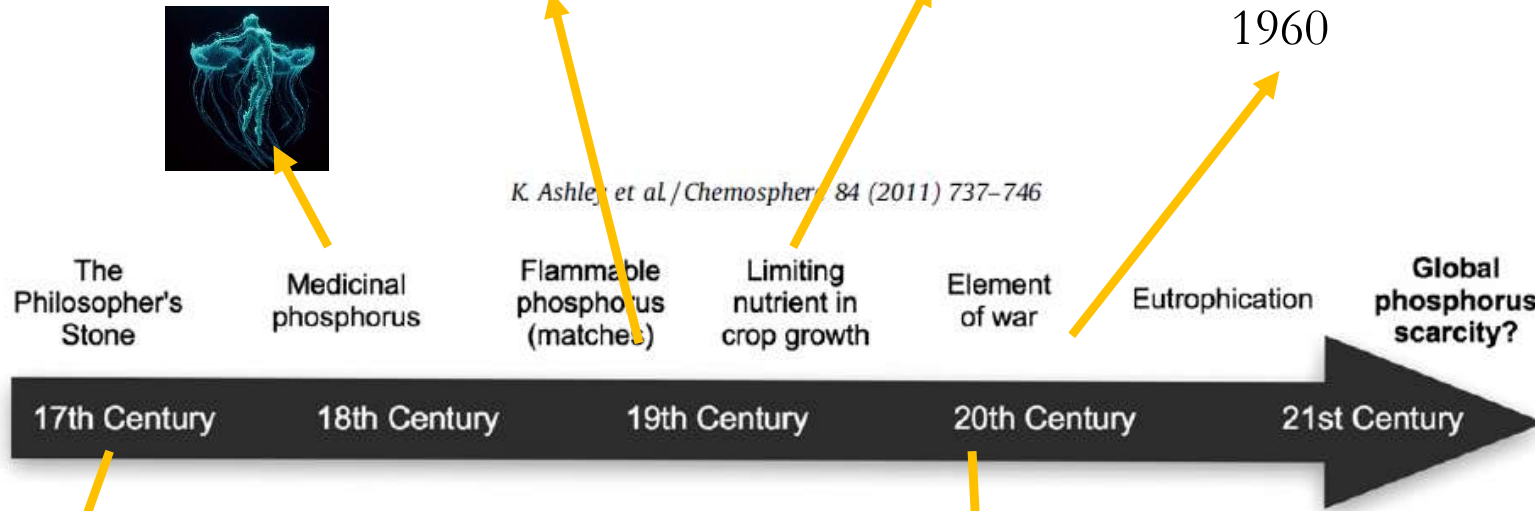 1960
K. Ashley et al. / Chemosphere 84 (2011) 737–746
The
Philosopher's
Stone
Medicinal
phosphorus
Flammable
phosphorus
(matches)
Limiting
nutrient in
crop growth
Element
of war
Eutrophication
Global
phosphorus
scarcity?
17th Century
18th Century
19th Century
20th Century
21st Century